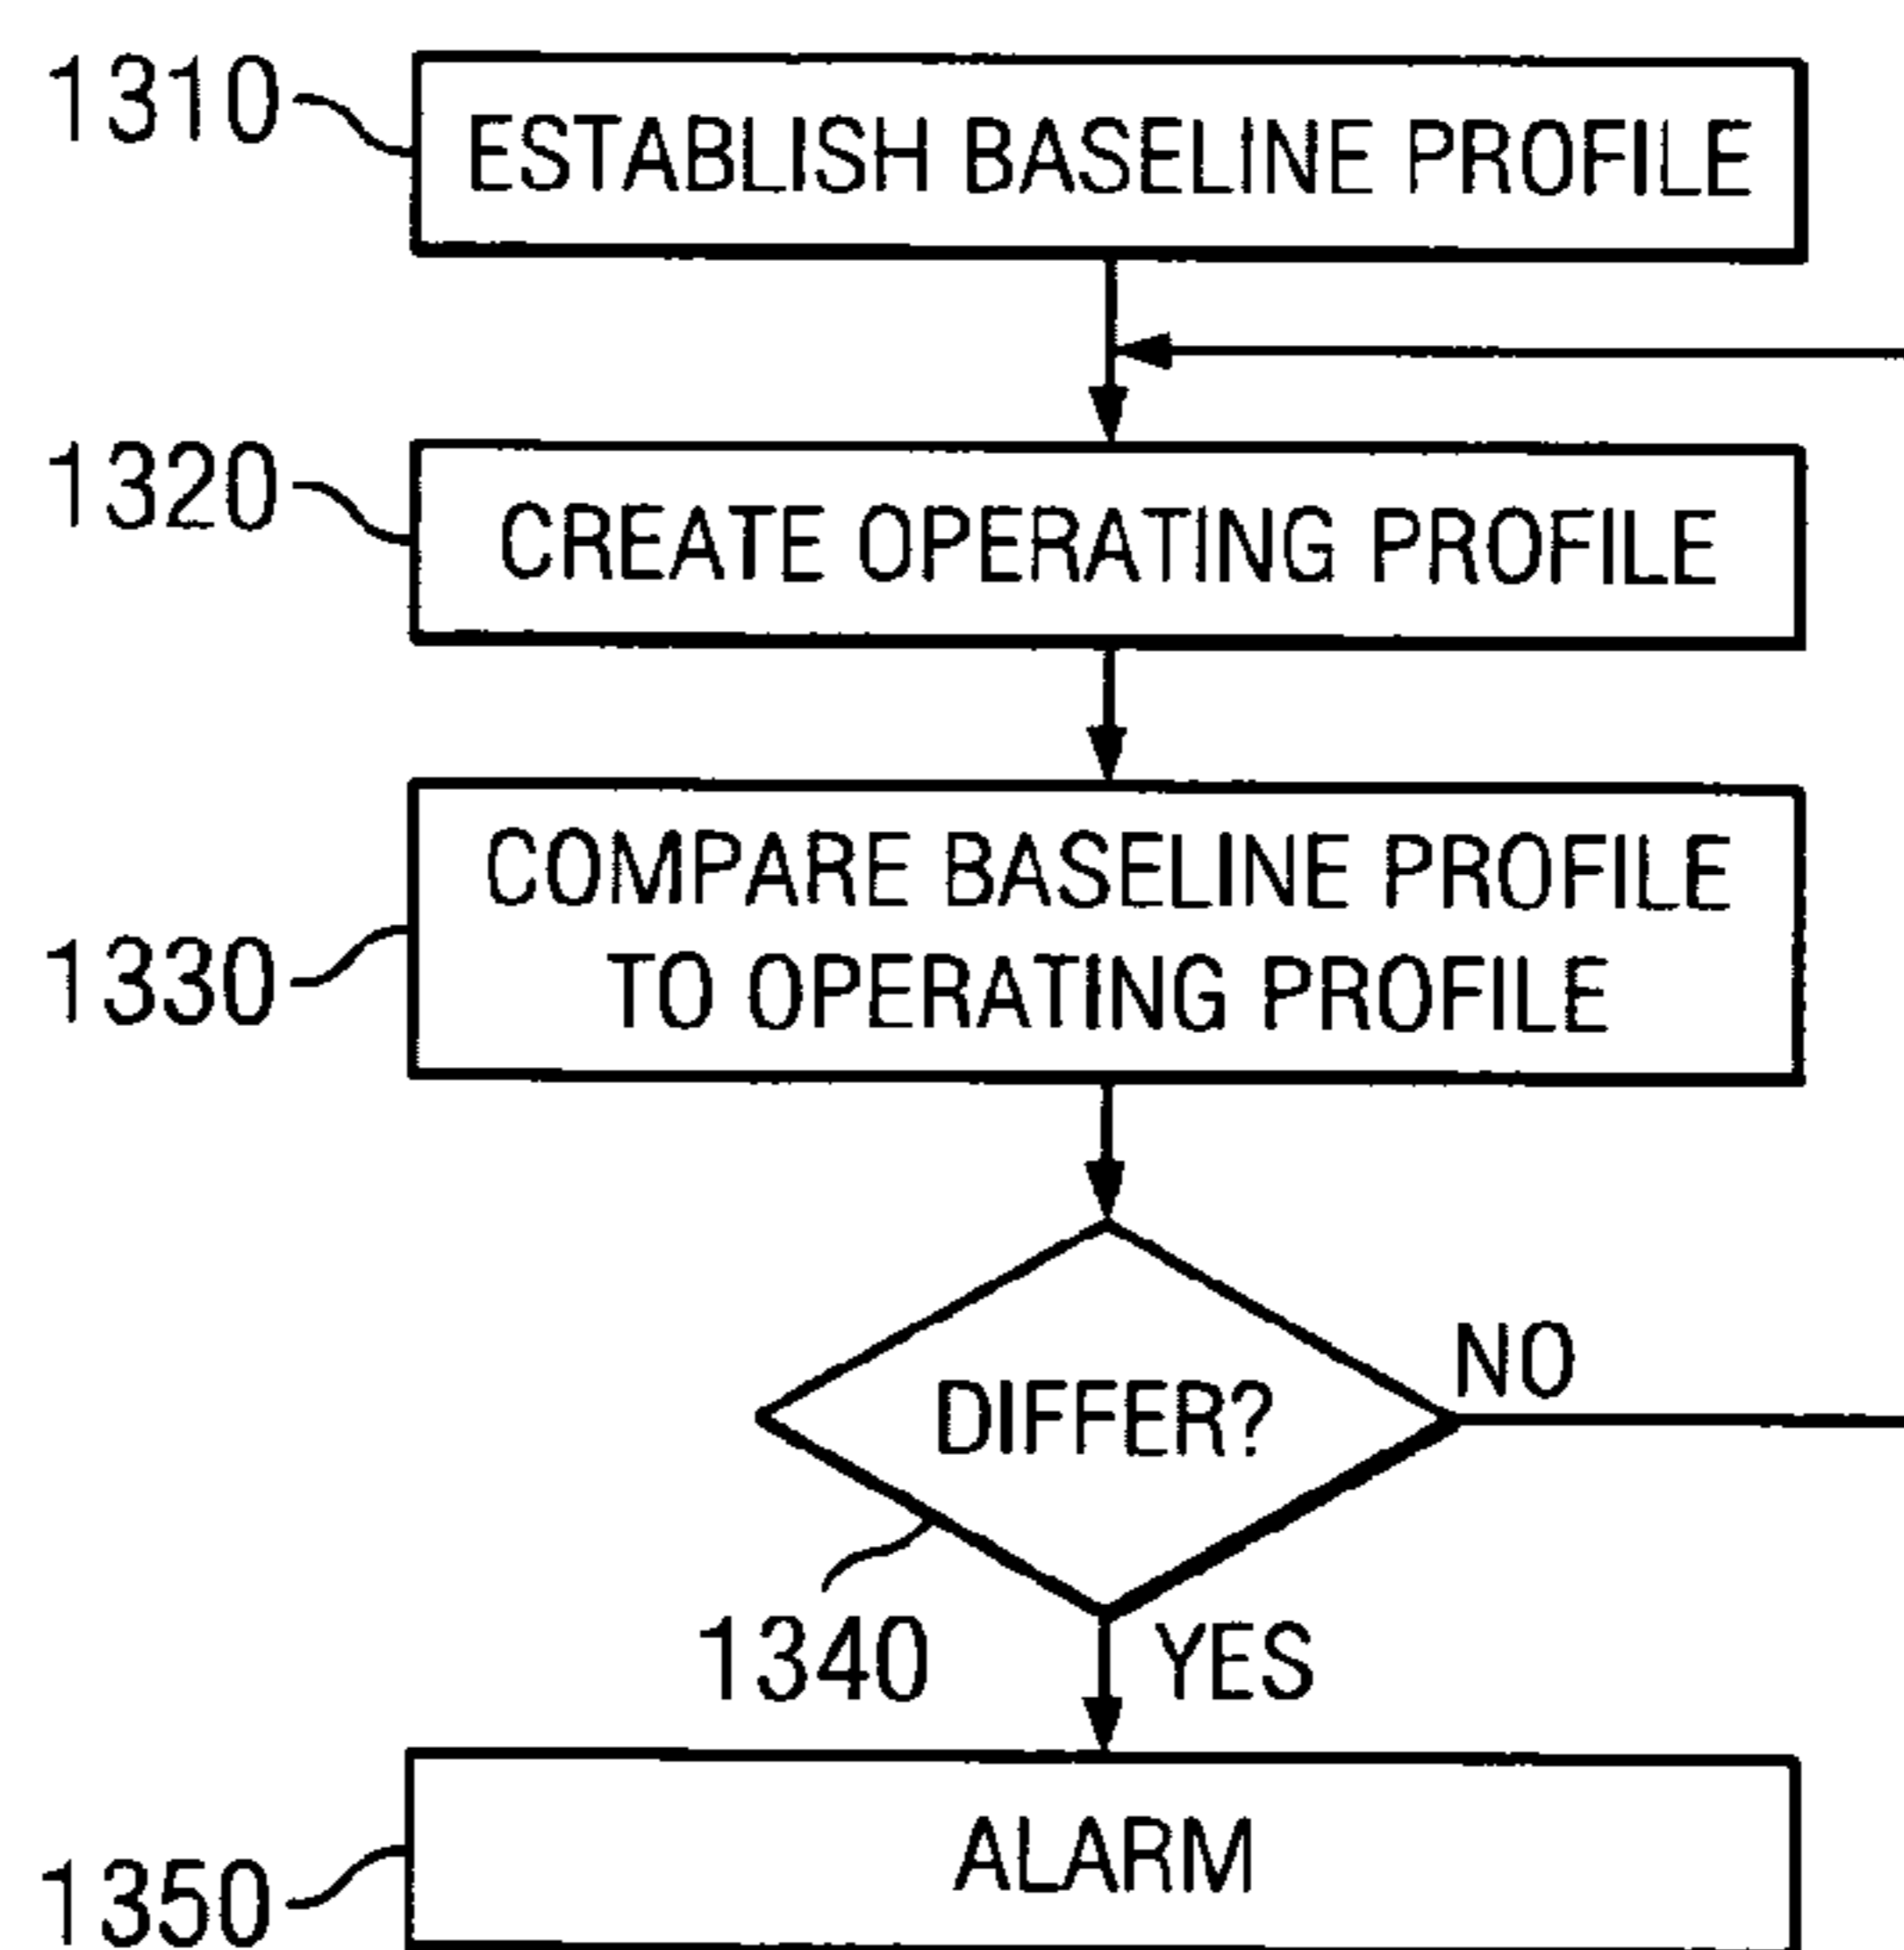 1310
ESTABLISH BASELINE PROFILE
1320
CREATE OPERATING PROFILE
COMPARE BASELINE PROFILE
TO OPERATING PROFILE
1330
NO
DIFFER?
1340
YES
ALARM
1350